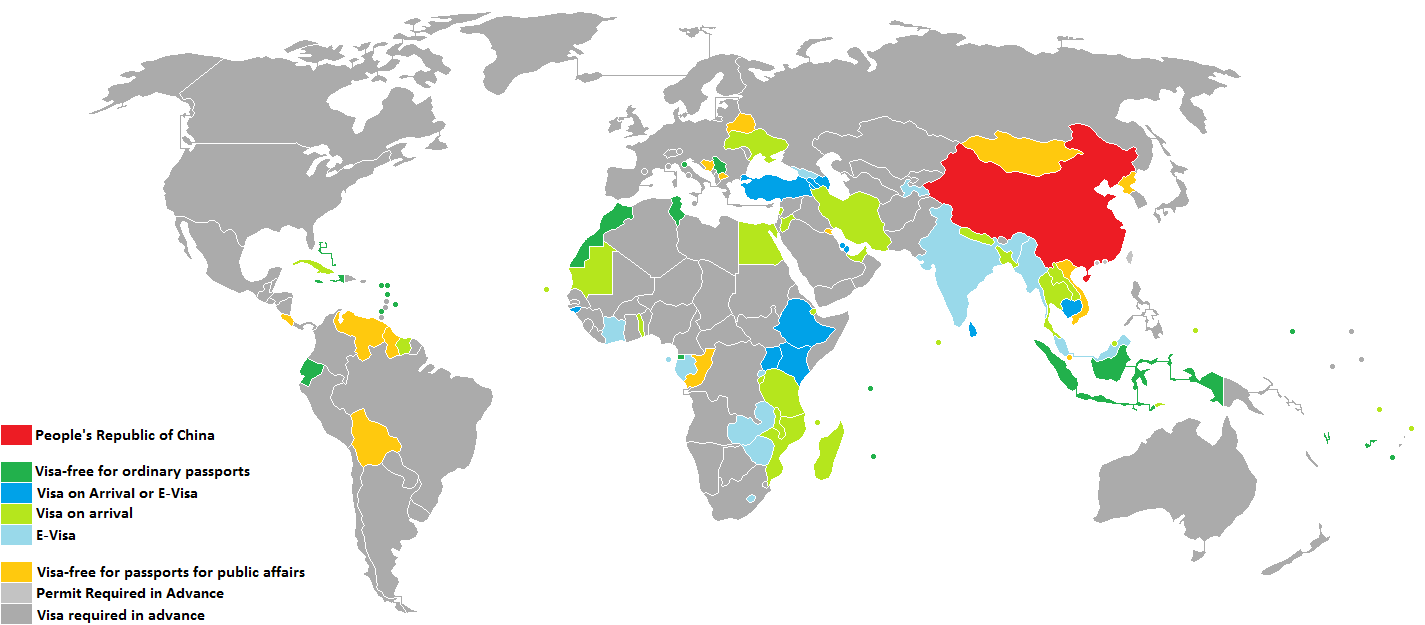 People's Republic of China
Visa-free for ordinary passports
Visa on Arrival or E-Visa
Visa on arrival
E-Visa
Visa-free for passports for public affairs
Permit Required in Advance
Visa required in advance